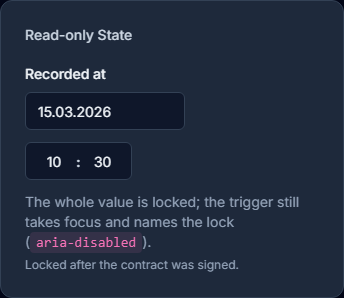 Read-only State
Recorded at
15.03.2026
10 : 30
The whole value is locked; the trigger still
takes focus and names the lock
(aria-disabled).
Locked after the contract was signed.